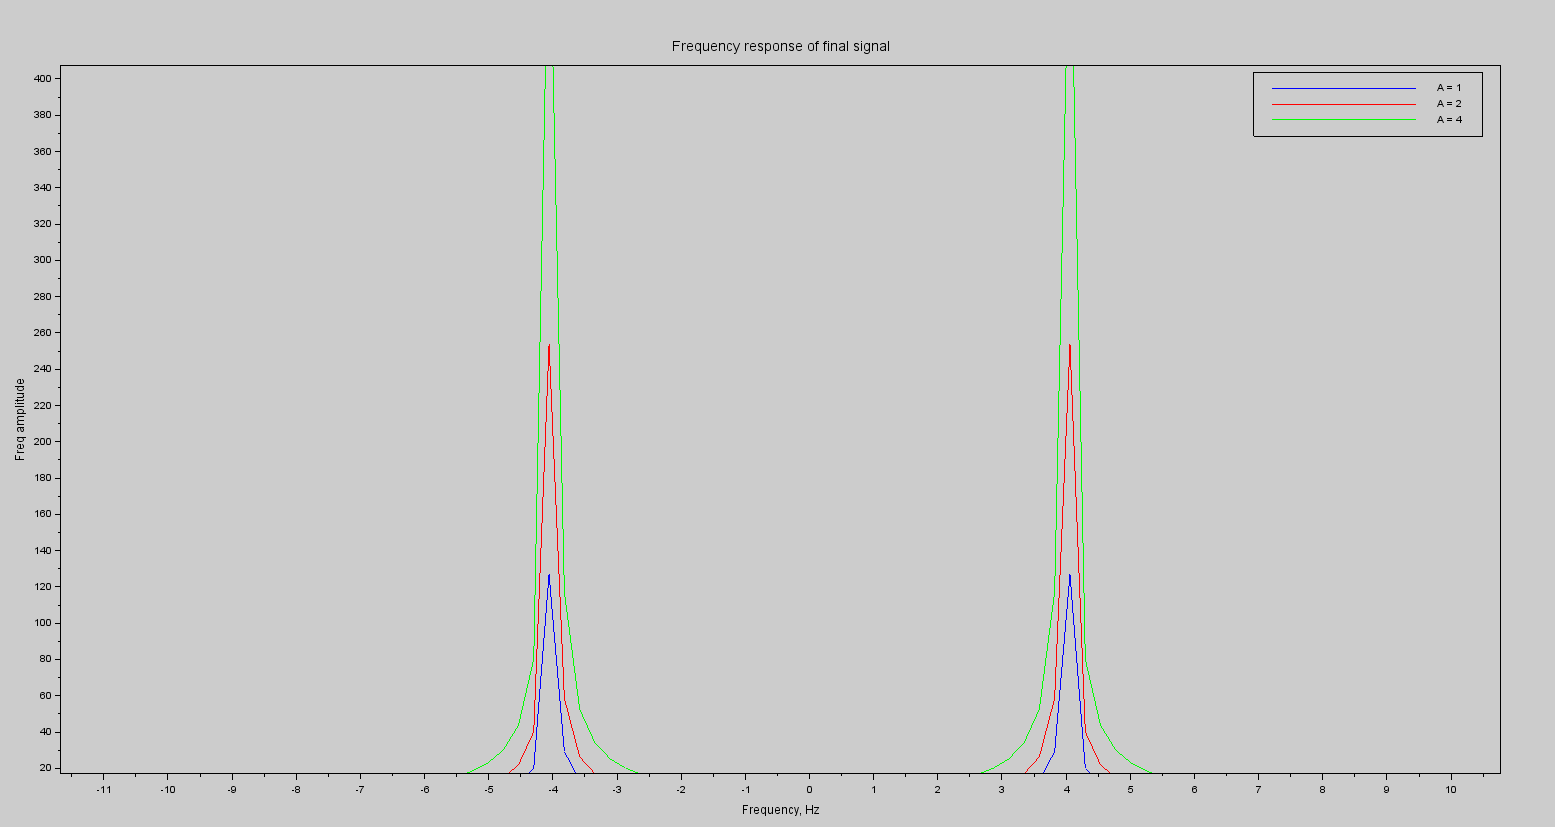 Frequency response of final signal
A = 1
A = 2
A = 4
400
380
360
340
320
300
280
260
240
220
200
180
160
140
120
100
80
60
40
20
Freq amplitude
-11 -10 -9 -8 -7 -6 -5 -4 -3 -2 -1 0 1 2 3 4 5 6 7 8 9 10
Frequency, Hz